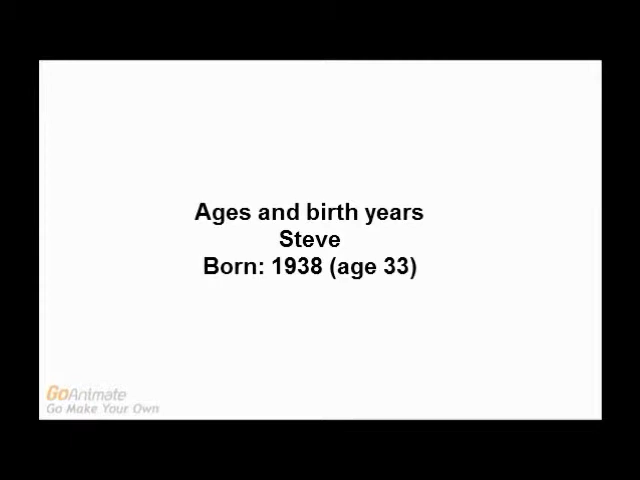 Ages and birth years
Steve
Born: 1938 (age 33)
GoAnimate
Go Make Your Own